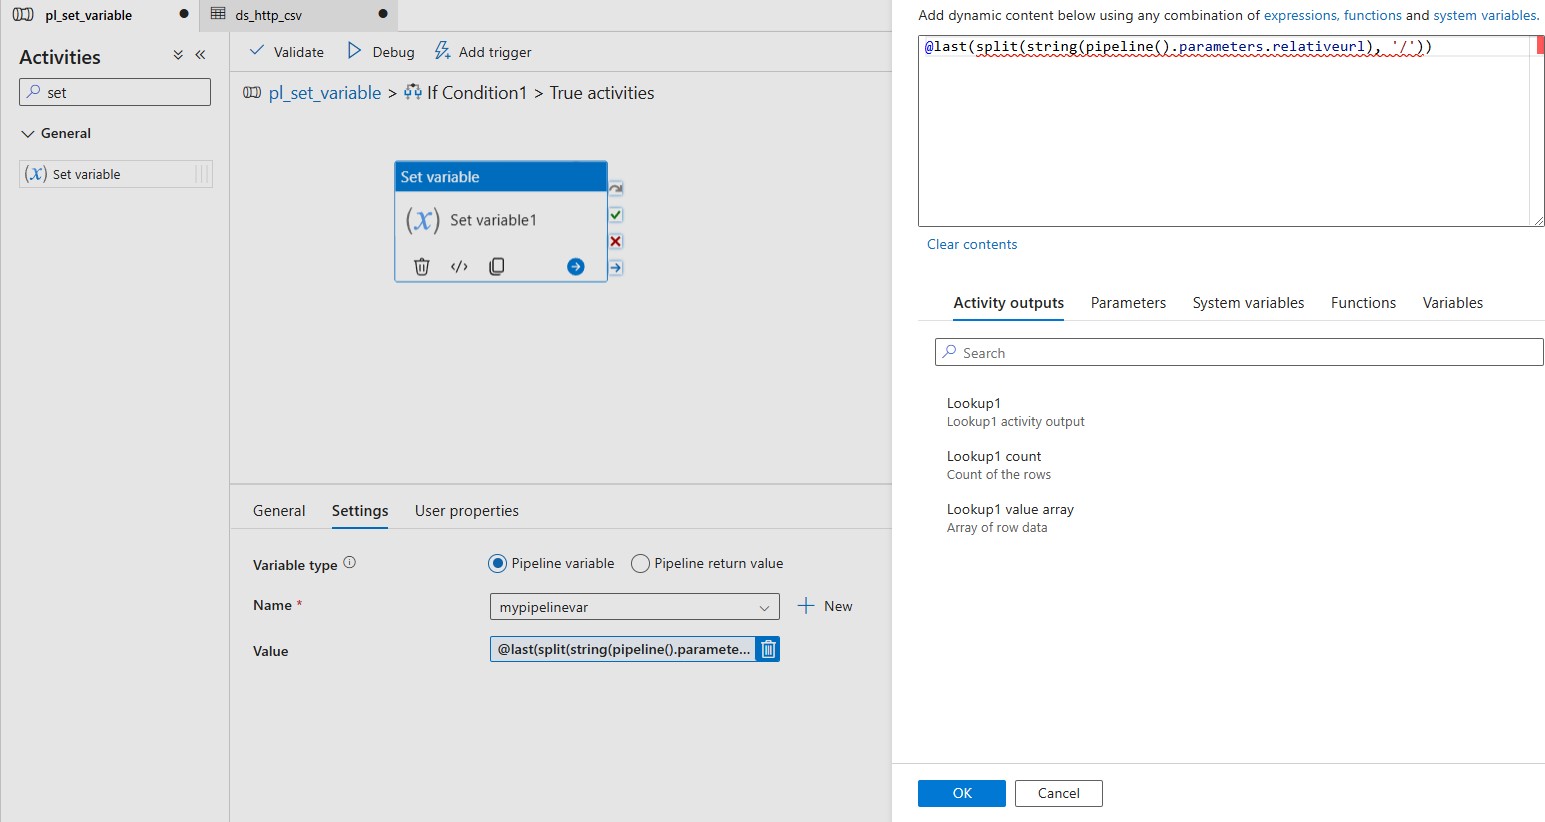 pl_set_variable
ds_http_csv
Activities
set
General
(x) Set variable
Validate
Debug
Add trigger
pl_set_variable > If Condition1 > True activities
Set variable
(x) Set variable1
General
Settings
User properties
Variable type
Pipeline variable
Pipeline return value
Name *
mypipelinevar
New
Value
@last(split(string(pipeline().paramete...
Add dynamic content below using any combination of expressions, functions and system variables.
@last(split(string(pipeline().parameters.relativeurl), '/'))
Clear contents
Activity outputs
Parameters
System variables
Functions
Variables
Search
Lookup1
Lookup1 activity output
Lookup1 count
Count of the rows
Lookup1 value array
Array of row data
OK
Cancel